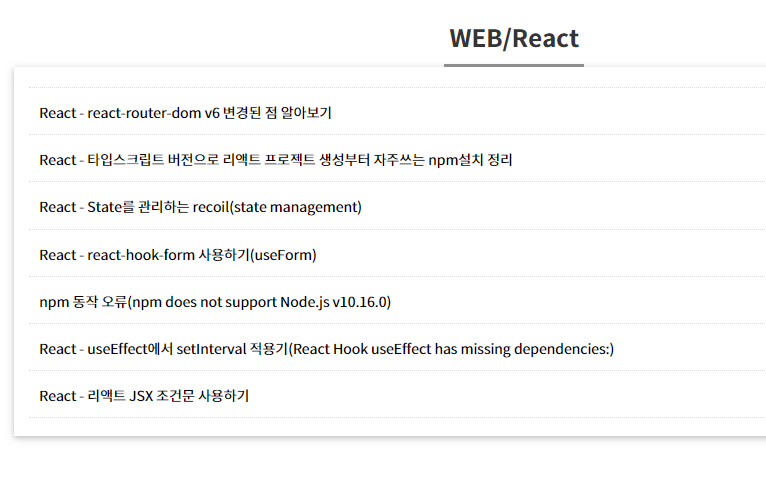 WEB/React
React - react-router-dom v6 변경된 점 알아보기
React - 타입스크립트 버전으로 리액트 프로젝트 생성부터 자주쓰는 npm설치 정리
React - State를 관리하는 recoil(state management)
React - react-hook-form 사용하기(useForm)
npm 동작 오류(npm does not support Node.js v10.16.0)
React - useEffect에서 setInterval 적용기(React Hook useEffect has missing dependencies:)
React - 리액트 JSX 조건문 사용하기